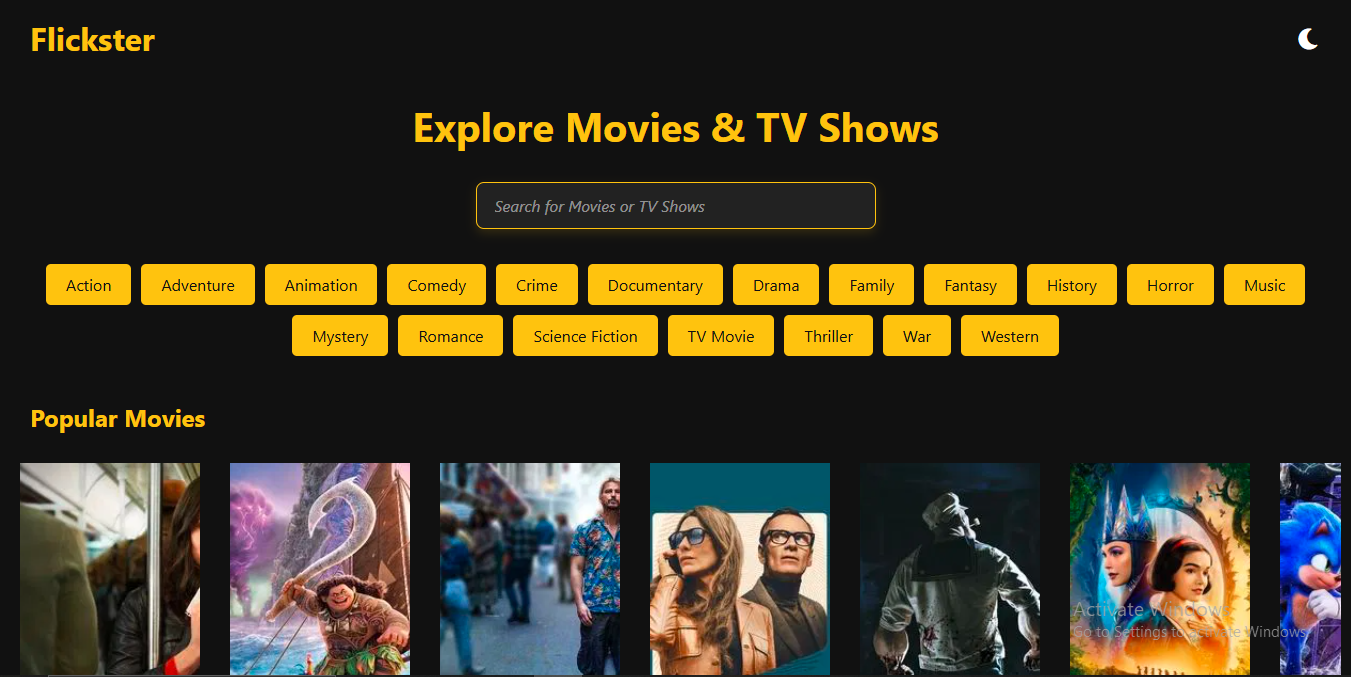 Flickster
Explore Movies & TV Shows
Search for Movies or TV Shows
Action Adventure Animation Comedy Crime Documentary Drama Family Fantasy History Horror Music
Mystery Romance Science Fiction TV Movie Thriller War Western
Popular Movies
Activate Windows
Go to Settings to activate Windows.